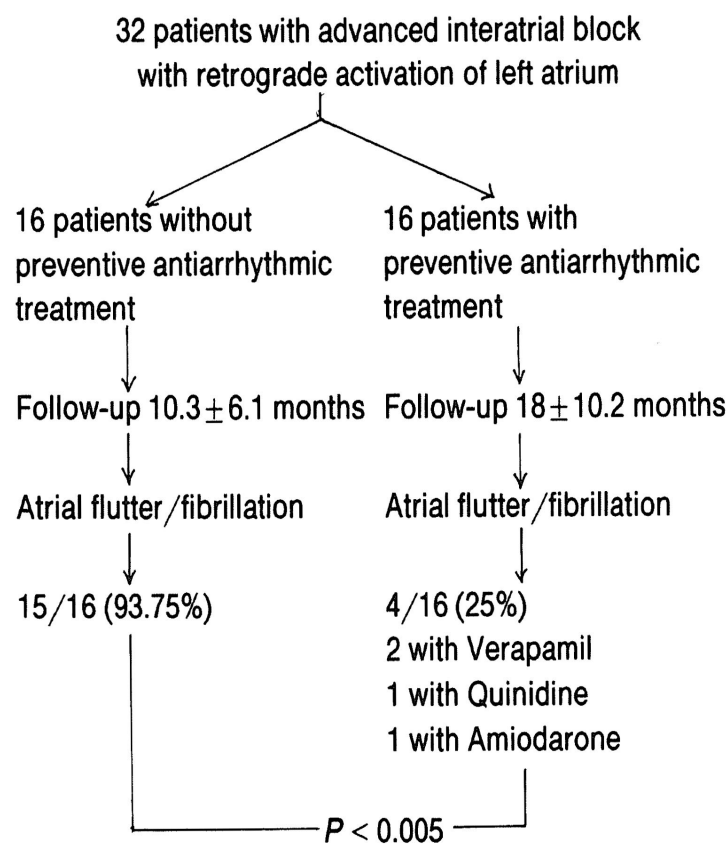 32 patients with advanced interatrial block
with retrograde activation of left atrium
16 patients without
preventive antiarrhythmic
treatment
Follow-up 10.3±6.1 months
Atrial flutter/fibrillation
15/16 (93.75%)
16 patients with
preventive antiarrhythmic
treatment
Follow-up 18±10.2 months
Atrial flutter/fibrillation
4/16 (25%)
2 with Verapamil
1 with Quinidine
1 with Amiodarone
P < 0.005